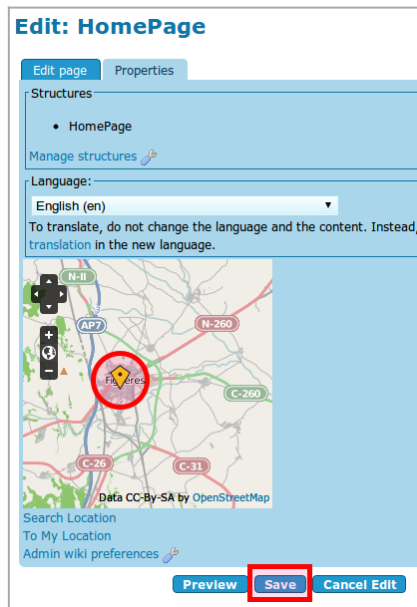 Edit: HomePage
Edit page Properties
Structures
• HomePage
Manage structures
Language:
English (en)
To translate, do not change the language and the content. Instead,
translation in the new language.
N-II
AP7 N-260
Figueres
C-260
C-26 C-31
Data CC-By-SA by OpenStreetMap
Search Location
To My Location
Admin wiki preferences
Preview Save Cancel Edit